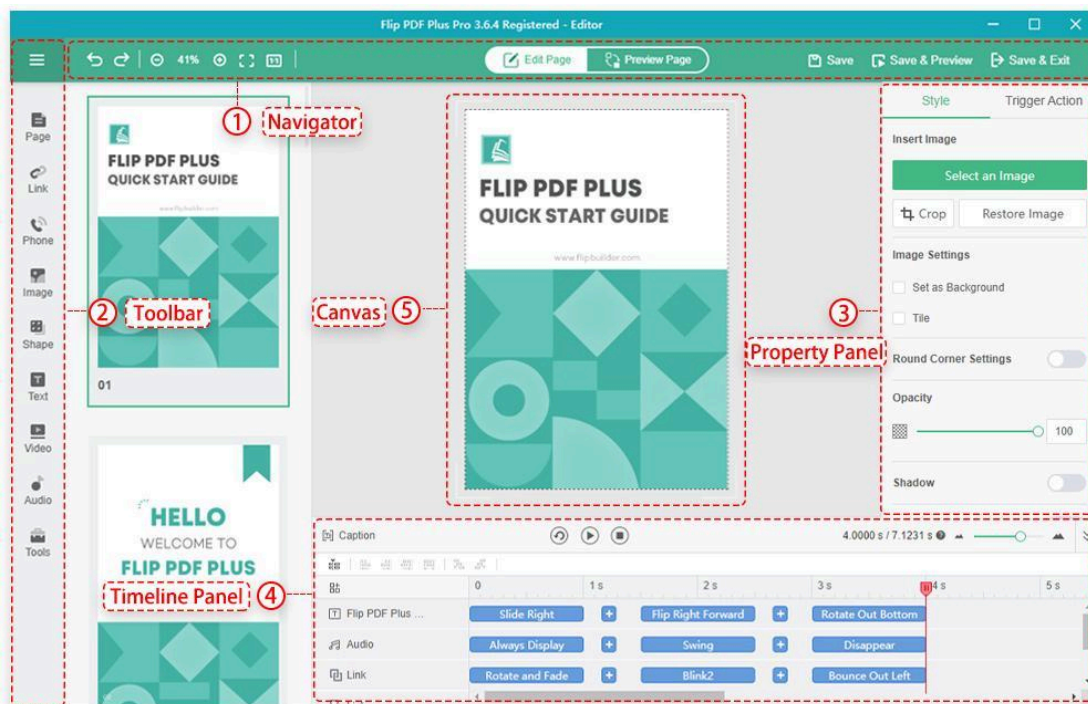 Flip PDF Plus Pro 3.6.4 Registered - Editor
41%
1:1
Edit Page
Preview Page
Save
Save & Preview
Save & Exit
① Navigator
Page
Link
Phone
Image
Shape
Text
Video
Audio
Tools
② Toolbar
FLIP PDF PLUS
QUICK START GUIDE
www.flipbuilder.com
01
HELLO
WELCOME TO
FLIP PDF PLUS
Canvas ⑤
FLIP PDF PLUS
QUICK START GUIDE
www.flipbuilder.com
③
Property Panel
Style Trigger Action
Insert Image
Select an Image
Crop Restore Image
Image Settings
Set as Background
Tile
Round Corner Settings
Opacity
100
Shadow
Timeline Panel ④
Caption
4.0000 s / 7.1231 s
0 1 s 2 s 3 s 4 s 5 s
Flip PDF Plus ... Slide Right + Flip Right Forward + Rotate Out Bottom
Audio Always Display + Swing + Disappear
Link Rotate and Fade + Blink2 + Bounce Out Left